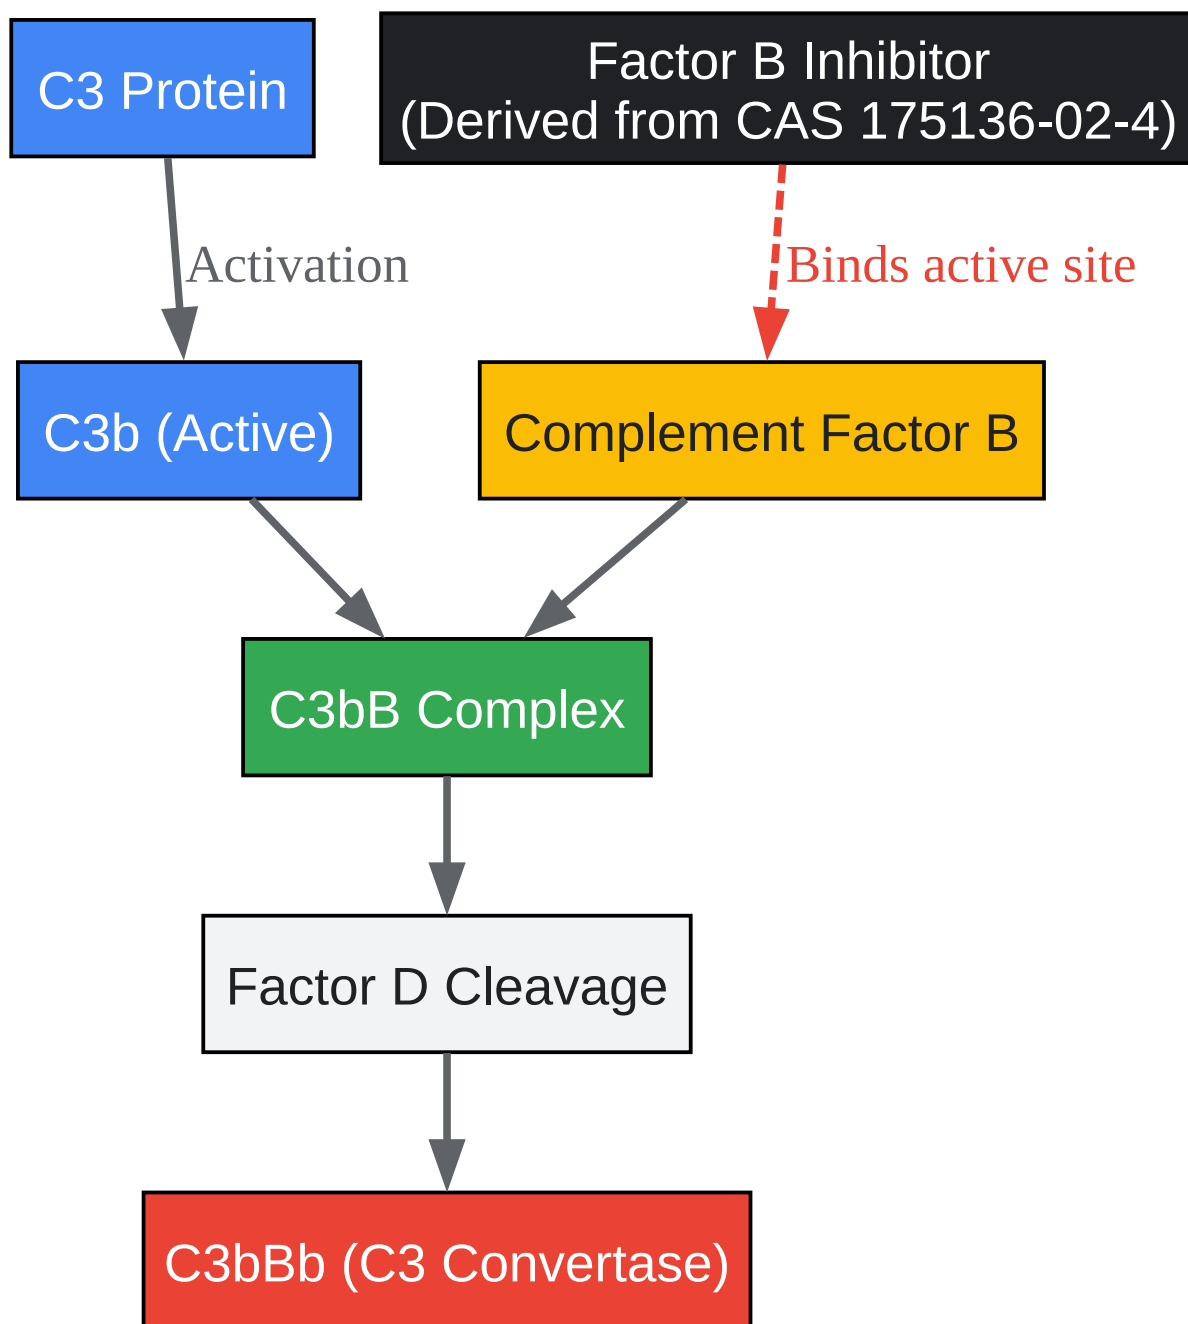 C3 Protein
Factor B Inhibitor
(Derived from CAS 175136-02-4)
Activation
Binds active site
C3b (Active)
Complement Factor B
C3bB Complex
Factor D Cleavage
C3bBb (C3 Convertase)